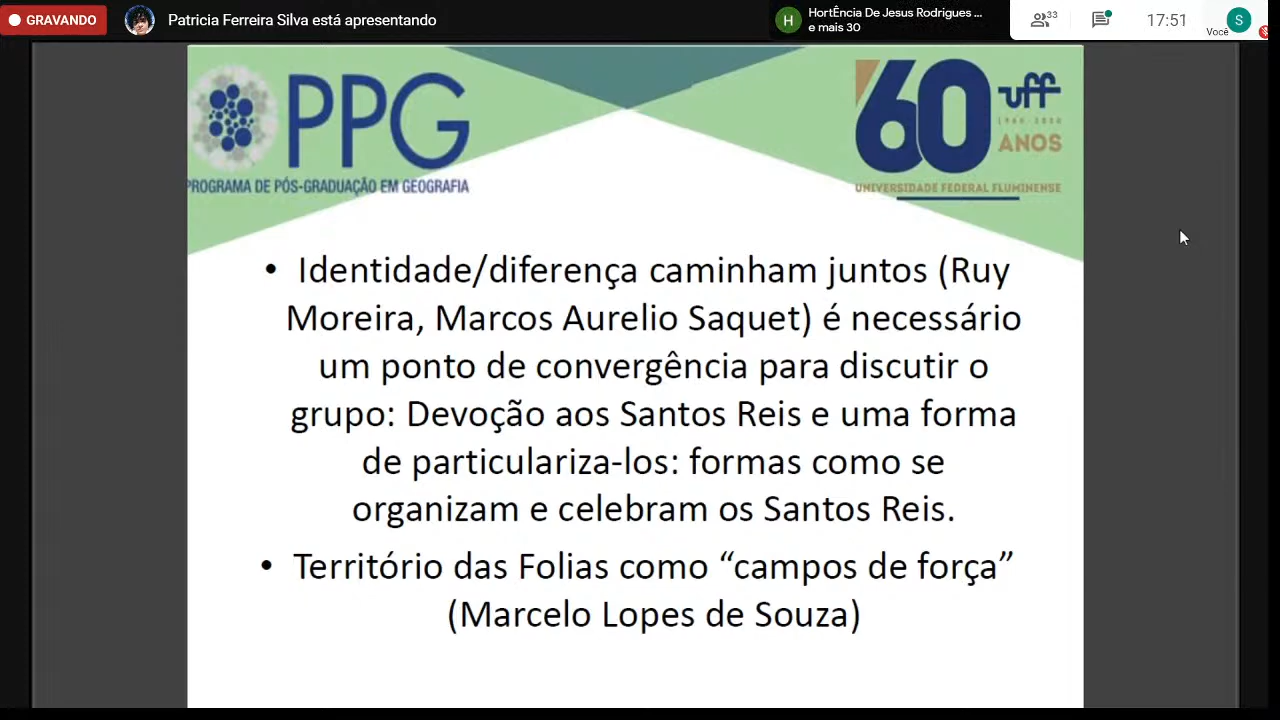 GRAVANDO
Patricia Ferreira Silva está apresentando
H
HortÊncia De Jesus Rodrigues ...
e mais 30
33
17:51
Você
S
PPG
PROGRAMA DE PÓS-GRADUAÇÃO EM GEOGRAFIA
60
uff
1960 2020
ANOS
UNIVERSIDADE FEDERAL FLUMINENSE
• Identidade/diferença caminham juntos (Ruy
Moreira, Marcos Aurelio Saquet) é necessário
um ponto de convergência para discutir o
grupo: Devoção aos Santos Reis e uma forma
de particulariza-los: formas como se
organizam e celebram os Santos Reis.
• Território das Folias como “campos de força”
(Marcelo Lopes de Souza)